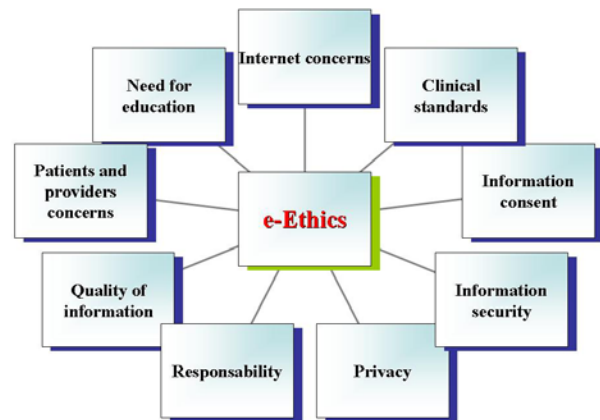 Internet concerns
Need for
education
Clinical
standards
Patients and
providers
concerns
Information
consent
e-Ethics
Quality of
information
Information
security
Responsability
Privacy